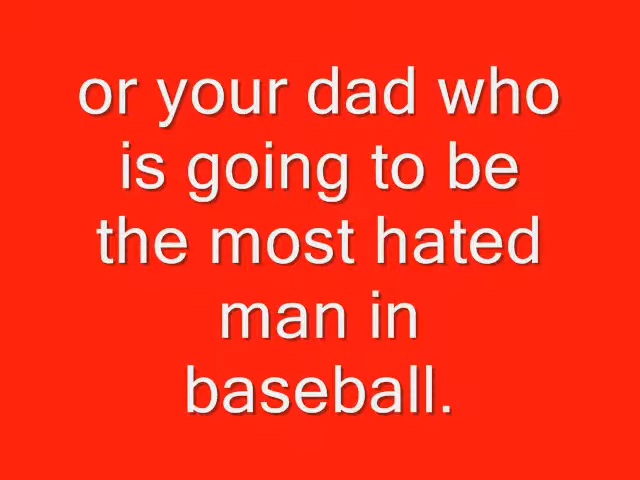 or your dad who
is going to be
the most hated
man in
baseball.